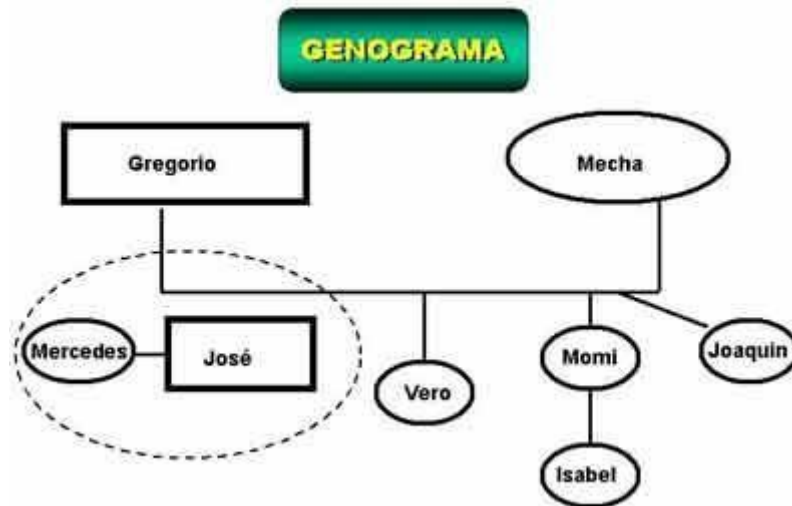 GENOGRAMA
Gregorio
Mecha
Mercedes
José
Vero
Momi
Joaquin
Isabel